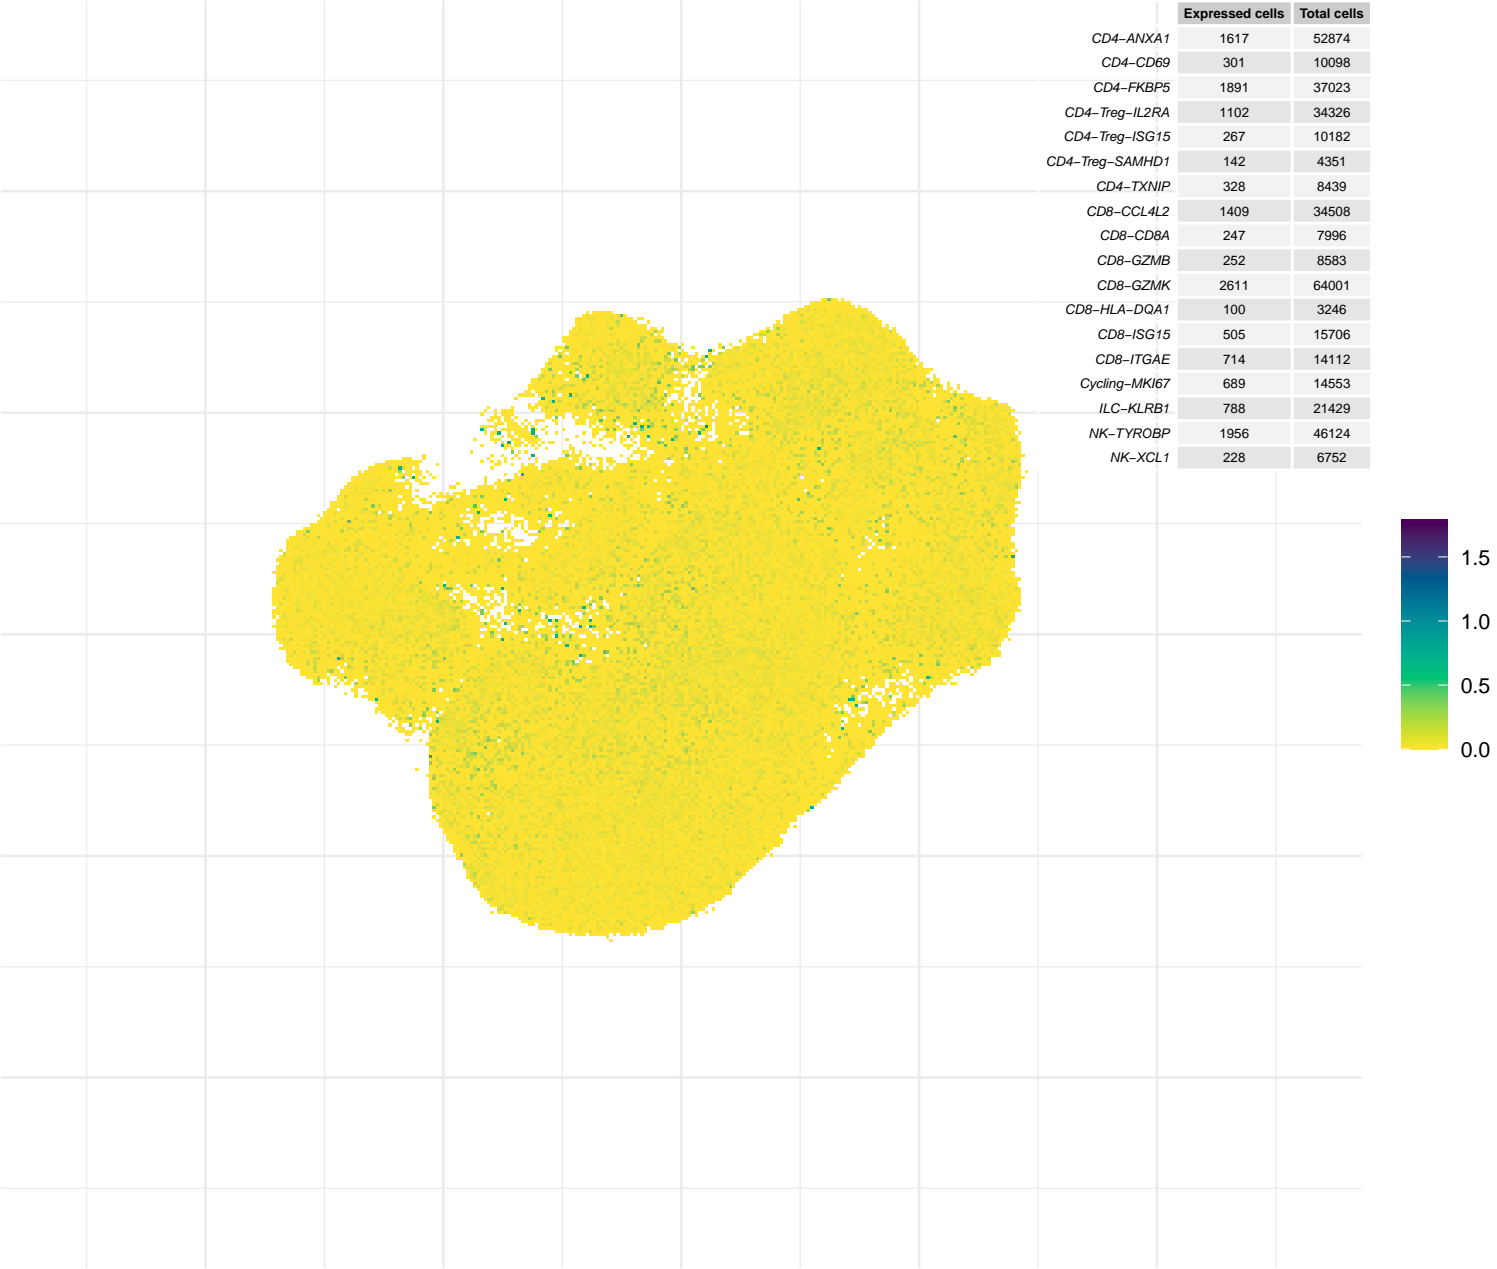 Expressed cells Total cells
CD4−ANXA1 1617 52874
CD4−CD69 301 10098
CD4−FKBP5 1891 37023
CD4−Treg−IL2RA 1102 34326
CD4−Treg−ISG15 267 10182
CD4−Treg−SAMHD1 142 4351
CD4−TXNIP 328 8439
CD8−CCL4L2 1409 34508
CD8−CD8A 247 7996
CD8−GZMB 252 8583
CD8−GZMK 2611 64001
CD8−HLA−DQA1 100 3246
CD8−ISG15 505 15706
CD8−ITGAE 714 14112
Cycling−MKI67 689 14553
ILC−KLRB1 788 21429
NK−TYROBP 1956 46124
NK−XCL1 228 6752
1.5
1.0
0.5
0.0